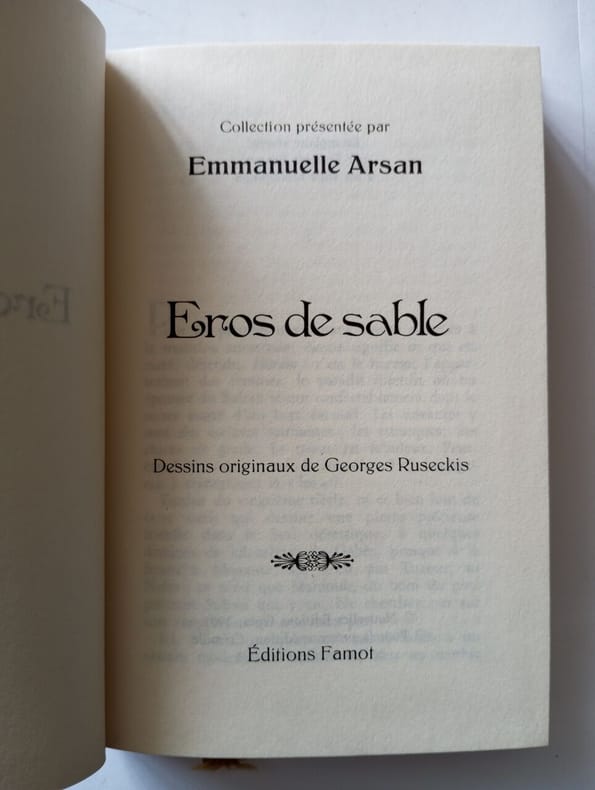 Collection présentée par
Emmanuelle Arsan
Eros de sable
Dessins originaux de Georges Ruseckis
Éditions Famot